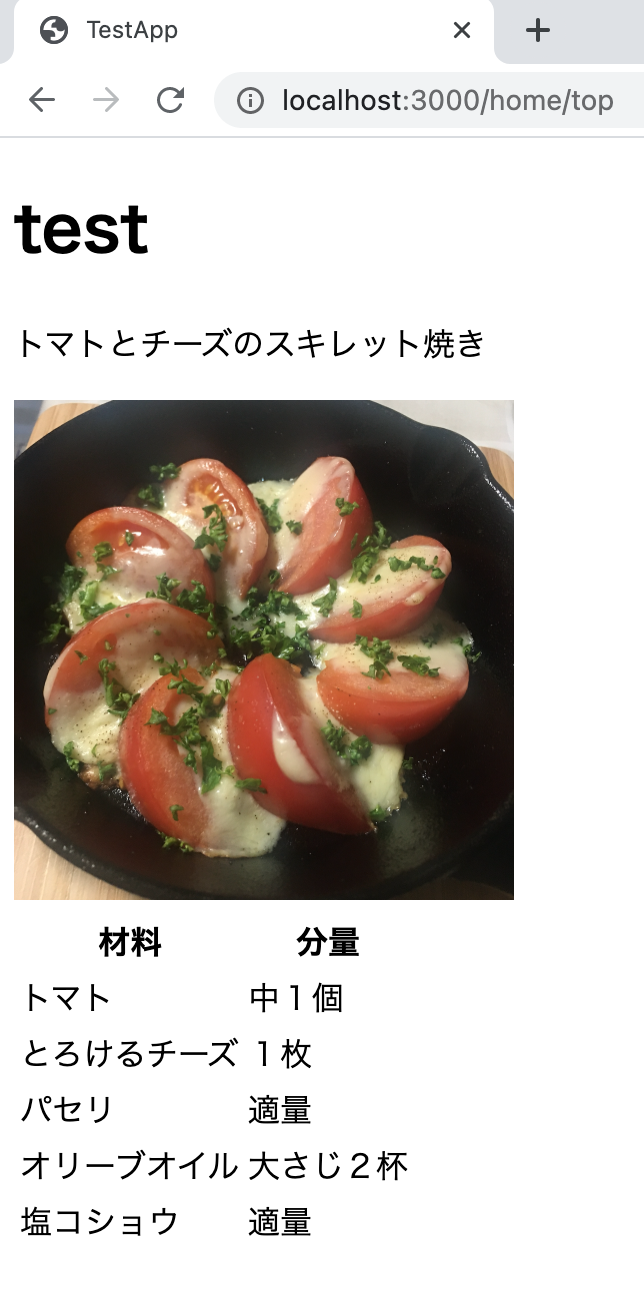 TestApp
localhost:3000/home/top
test
トマトとチーズのスキレット焼き
材料 分量
トマト 中１個
とろけるチーズ １枚
パセリ 適量
オリーブオイル 大さじ２杯
塩コショウ 適量